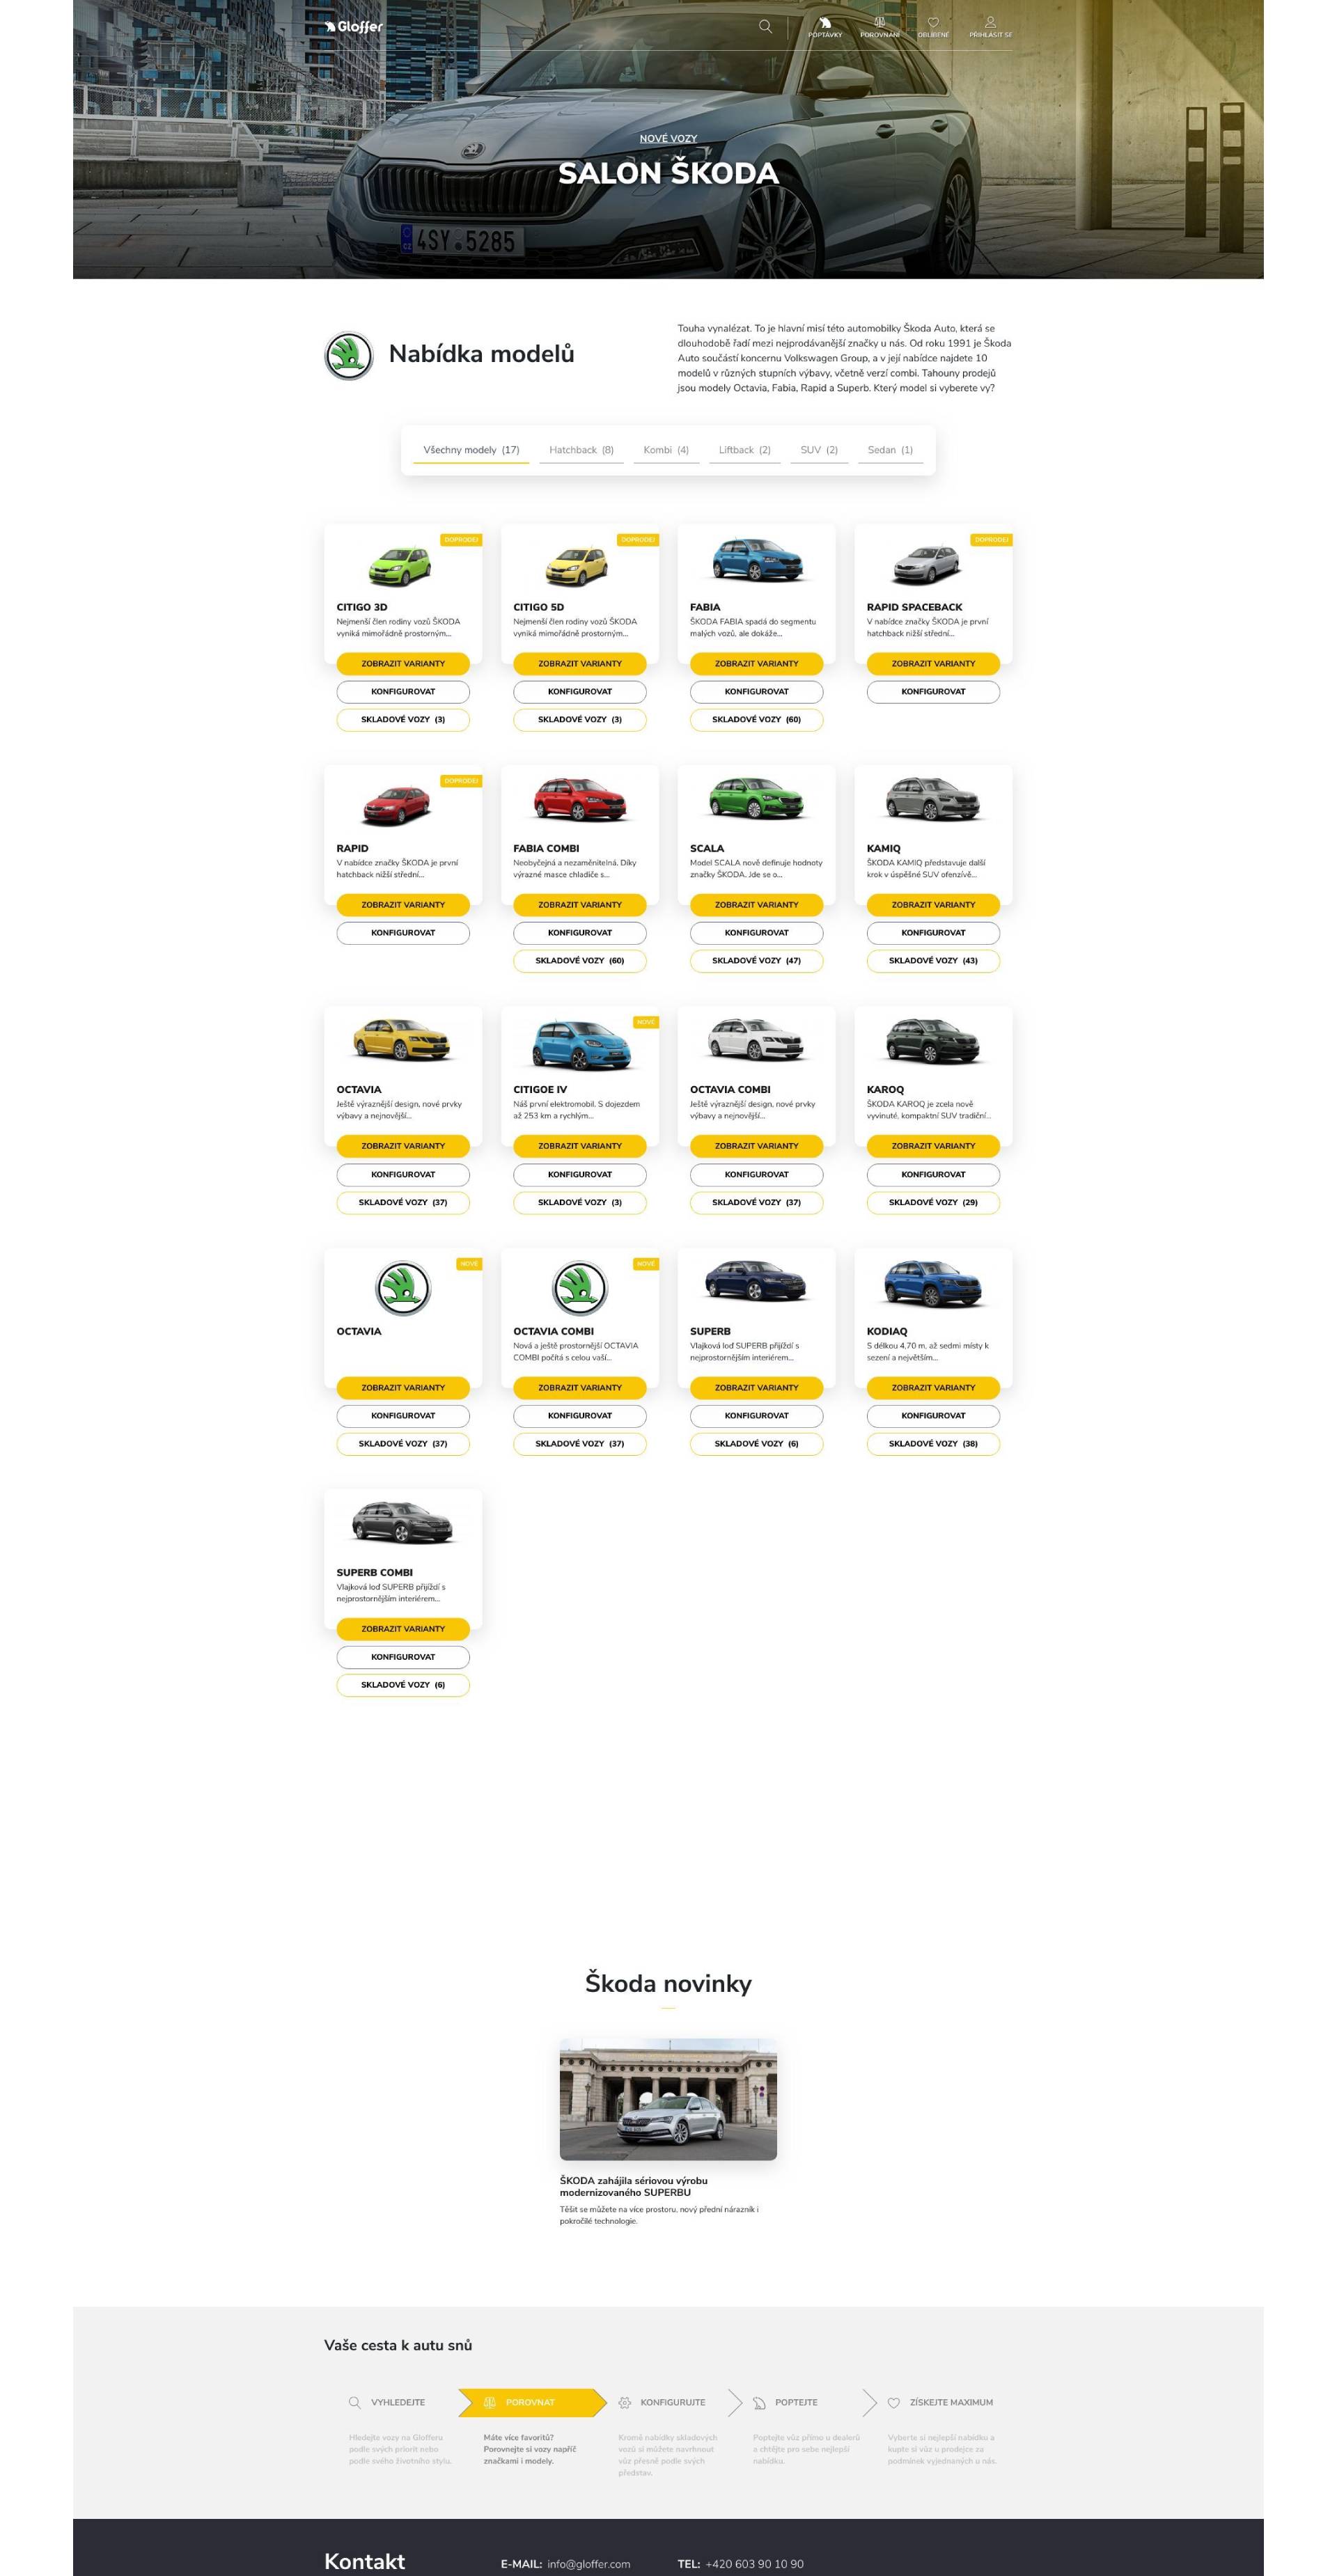 Gloffer
POPTÁVKY
POROVNÁNÍ
OBLÍBENÉ
PŘIHLÁSIT SE
NOVÉ VOZY
SALON ŠKODA
4SY 5285
Nabídka modelů
Touha vynalézat. To je hlavní misí této automobilky Škoda Auto, která se
dlouhodobě řadí mezi nejprodávanější značky u nás. Od roku 1991 je Škoda
Auto součástí koncernu Volkswagen Group, a v její nabídce najdete 10
modelů v různých stupních výbavy, včetně verzí combi. Tahouny prodejů
jsou modely Octavia, Fabia, Rapid a Superb. Který model si vyberete vy?
Všechny modely (17)
Hatchback (8)
Kombi (4)
Liftback (2)
SUV (2)
Sedan (1)
DOPRODEJ
CITIGO 3D
Nejmenší člen rodiny vozů ŠKODA
vyniká mimořádně prostorným...
ZOBRAZIT VARIANTY
KONFIGUROVAT
SKLADOVÉ VOZY (3)
DOPRODEJ
CITIGO 5D
Nejmenší člen rodiny vozů ŠKODA
vyniká mimořádně prostorným...
ZOBRAZIT VARIANTY
KONFIGUROVAT
SKLADOVÉ VOZY (3)
FABIA
ŠKODA FABIA spadá do segmentu
malých vozů, ale dokáže...
ZOBRAZIT VARIANTY
KONFIGUROVAT
SKLADOVÉ VOZY (60)
DOPRODEJ
RAPID SPACEBACK
V nabídce značky ŠKODA je první
hatchback nižší střední...
ZOBRAZIT VARIANTY
KONFIGUROVAT
DOPRODEJ
RAPID
V nabídce značky ŠKODA je první
hatchback nižší střední...
ZOBRAZIT VARIANTY
KONFIGUROVAT
FABIA COMBI
Neobyčejná a nezaměnitelná. Díky
výrazné masce chladiče s...
ZOBRAZIT VARIANTY
KONFIGUROVAT
SKLADOVÉ VOZY (60)
SCALA
Model SCALA nově definuje hodnoty
značky ŠKODA. Jde se o...
ZOBRAZIT VARIANTY
KONFIGUROVAT
SKLADOVÉ VOZY (47)
KAMIQ
ŠKODA KAMIQ představuje další
krok v úspěšné SUV ofenzívě...
ZOBRAZIT VARIANTY
KONFIGUROVAT
SKLADOVÉ VOZY (43)
OCTAVIA
Ještě výraznější design, nové prvky
výbavy a nejnovější...
ZOBRAZIT VARIANTY
KONFIGUROVAT
SKLADOVÉ VOZY (37)
NOVÉ
CITIGOE IV
Náš první elektromobil. S dojezdem
až 253 km a rychlým...
ZOBRAZIT VARIANTY
KONFIGUROVAT
SKLADOVÉ VOZY (3)
OCTAVIA COMBI
Ještě výraznější design, nové prvky
výbavy a nejnovější...
ZOBRAZIT VARIANTY
KONFIGUROVAT
SKLADOVÉ VOZY (37)
KAROQ
ŠKODA KAROQ je zcela nově
vyvinuté, kompaktní SUV tradiční...
ZOBRAZIT VARIANTY
KONFIGUROVAT
SKLADOVÉ VOZY (29)
NOVÉ
OCTAVIA
ZOBRAZIT VARIANTY
KONFIGUROVAT
SKLADOVÉ VOZY (37)
NOVÉ
OCTAVIA COMBI
Nová a ještě prostornější OCTAVIA
COMBI počítá s celou vaší...
ZOBRAZIT VARIANTY
KONFIGUROVAT
SKLADOVÉ VOZY (37)
SUPERB
Vlajková loď SUPERB přijíždí s
nejprostornějším interiérem...
ZOBRAZIT VARIANTY
KONFIGUROVAT
SKLADOVÉ VOZY (6)
KODIAQ
S délkou 4,70 m, až sedmi místy k
sezení a největším...
ZOBRAZIT VARIANTY
KONFIGUROVAT
SKLADOVÉ VOZY (38)
SUPERB COMBI
Vlajková loď SUPERB přijíždí s
nejprostornějším interiérem...
ZOBRAZIT VARIANTY
KONFIGUROVAT
SKLADOVÉ VOZY (6)
Škoda novinky
ŠKODA zahájila sériovou výrobu
modernizovaného SUPERBU
Těšit se můžete na více prostoru, nový přední nárazník i
pokročilé technologie.
Vaše cesta k autu snů
VYHLEDEJTE
Hledejte vozy na Glofferu
podle svých priorit nebo
podle svého životního stylu.
POROVNAT
Máte více favoritů?
Porovnejte si vozy napříč
značkami i modely.
KONFIGURUJTE
Kromě nabídky skladových
vozů si můžete navrhnout
vůz přesně podle svých
představ.
POPTEJTE
Poptejte vůz přímo u dealerů
a chtějte pro sebe nejlepší
nabídku.
ZÍSKEJTE MAXIMUM
Vyberte si nejlepší nabídku a
kupte si vůz u prodejce za
podmínek vyjednaných u nás.
Kontakt
E-MAIL: info@gloffer.com
TEL: +420 603 90 10 90